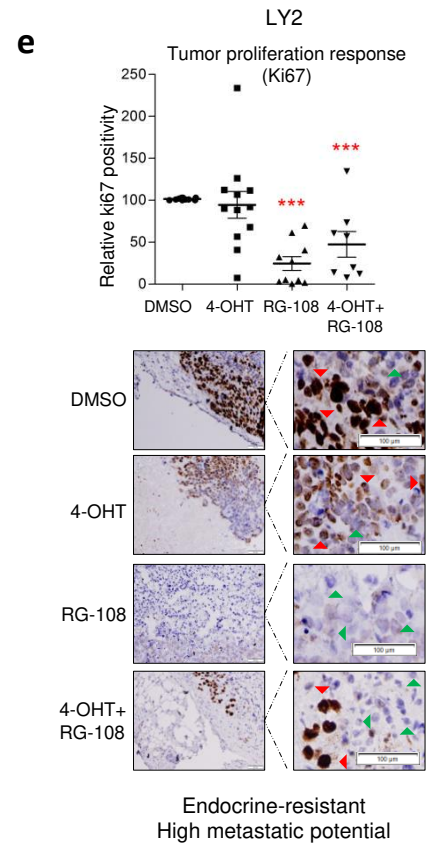 e
LY2
Tumor proliferation response
(Ki67)
Relative ki67 positivity
250
200
150
100
50
0
***
***
DMSO
4-OHT
RG-108
4-OHT+
RG-108
DMSO
100 µm
4-OHT
100 µm
RG-108
100 µm
4-OHT+
RG-108
100 µm
Endocrine-resistant
High metastatic potential